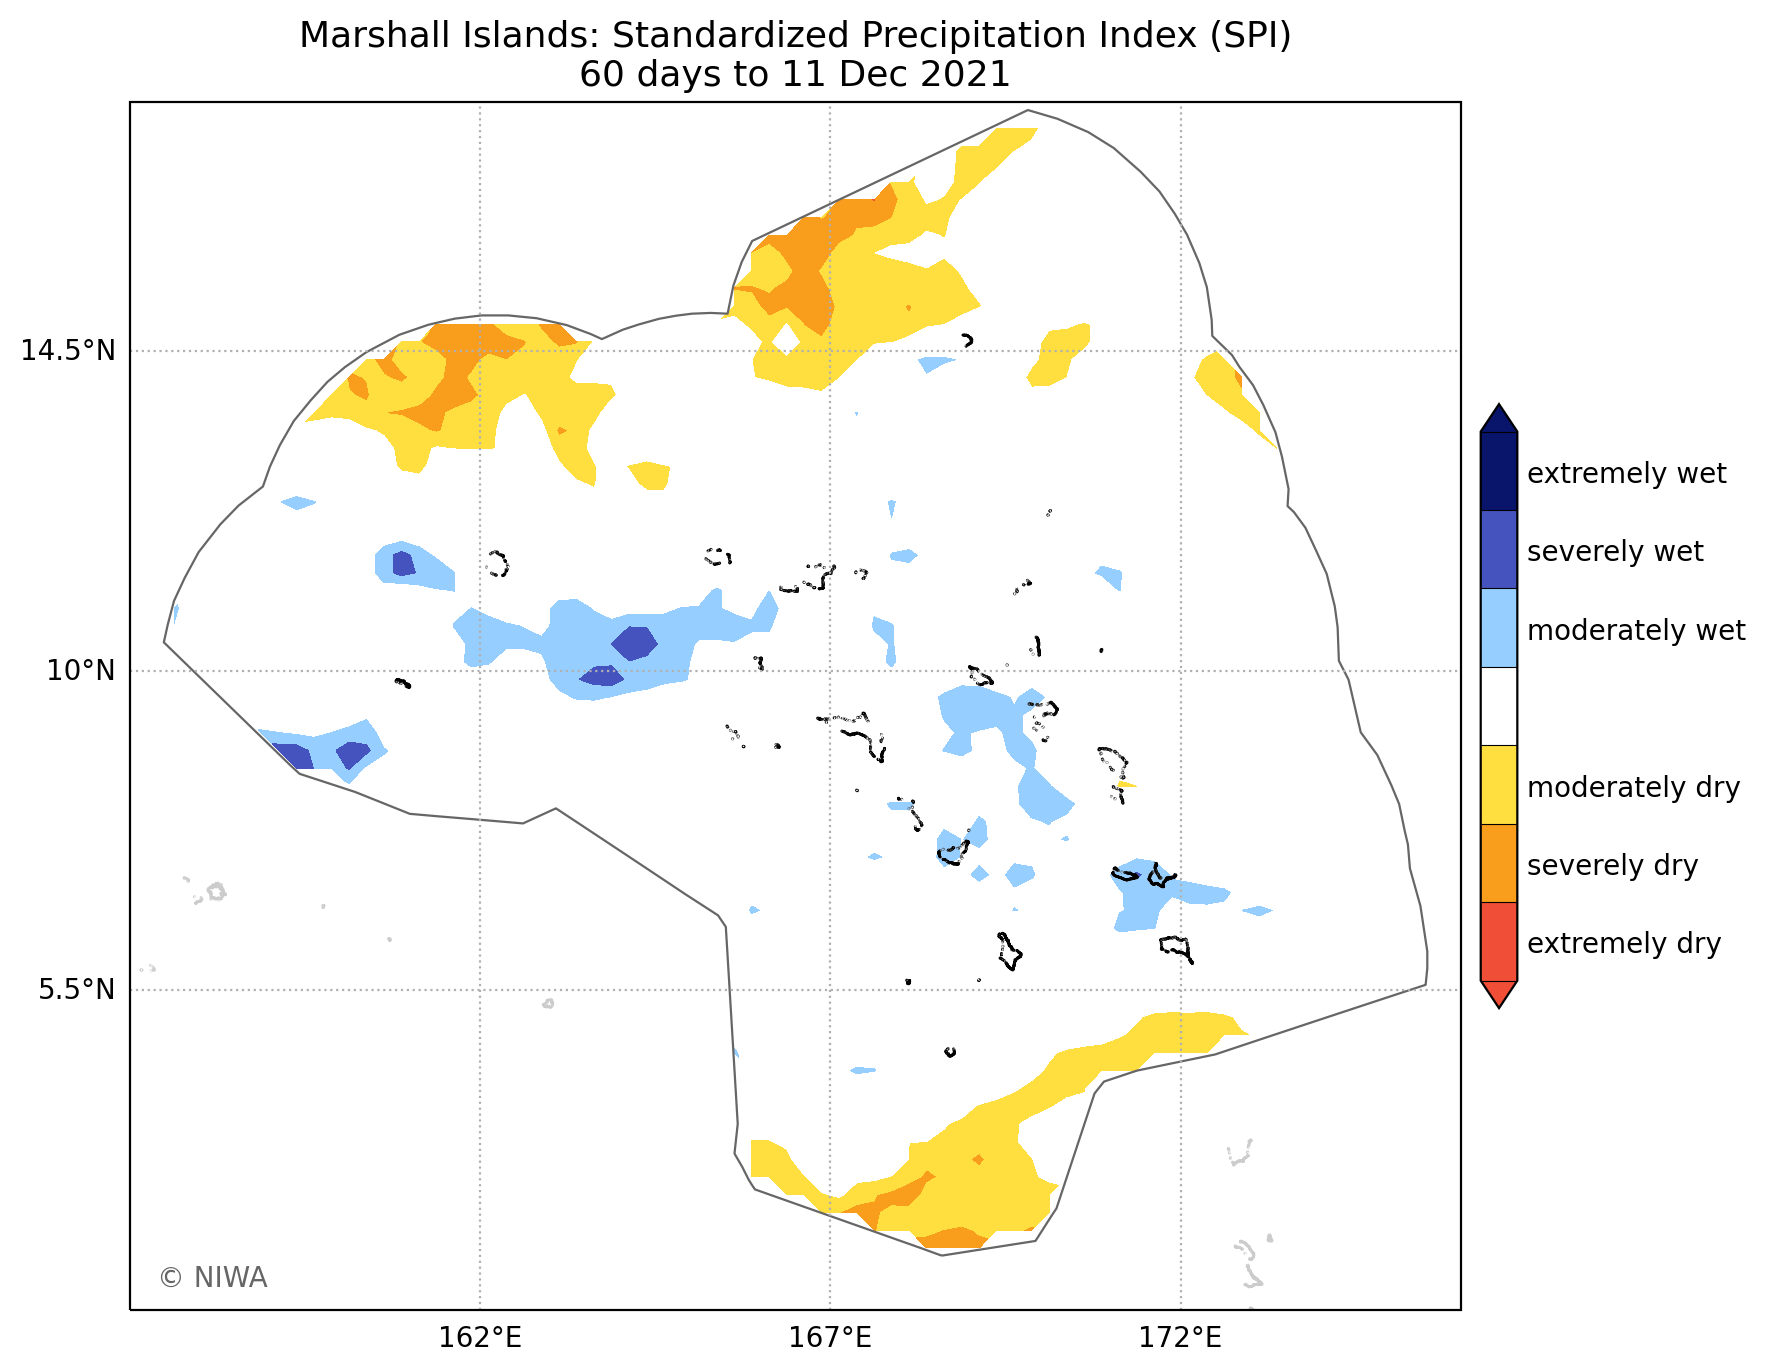 Marshall Islands: Standardized Precipitation Index (SPI)
60 days to 11 Dec 2021
14.5°N
10°N
5.5°N
162°E
167°E
172°E
extremely wet
severely wet
moderately wet
moderately dry
severely dry
extremely dry
© NIWA